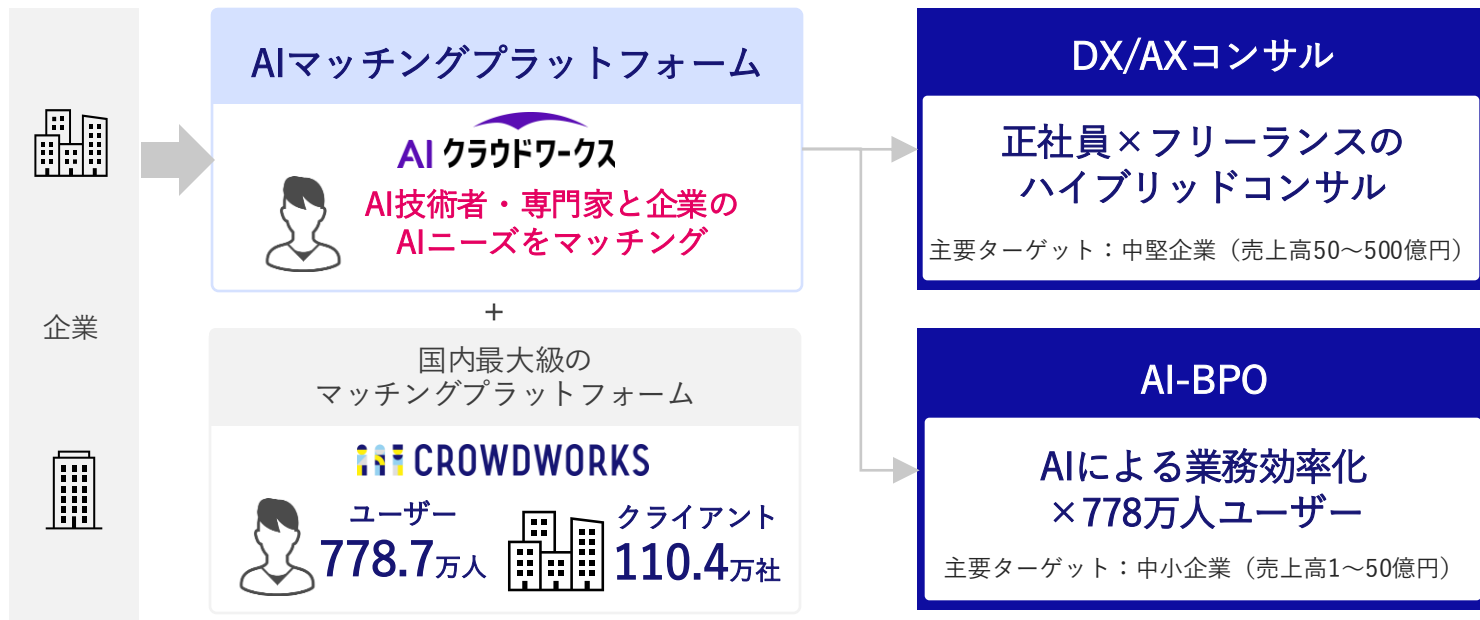 企業
AIマッチングプラットフォーム
AI クラウドワークス
AI技術者・専門家と企業の
AIニーズをマッチング
+
国内最大級の
マッチングプラットフォーム
CROWDWORKS
ユーザー
778.7万人
クライアント
110.4万社
DX/AXコンサル
正社員×フリーランスの
ハイブリッドコンサル
主要ターゲット：中堅企業（売上高50～500億円）
AI-BPO
AIによる業務効率化
×778万人ユーザー
主要ターゲット：中小企業（売上高1～50億円）